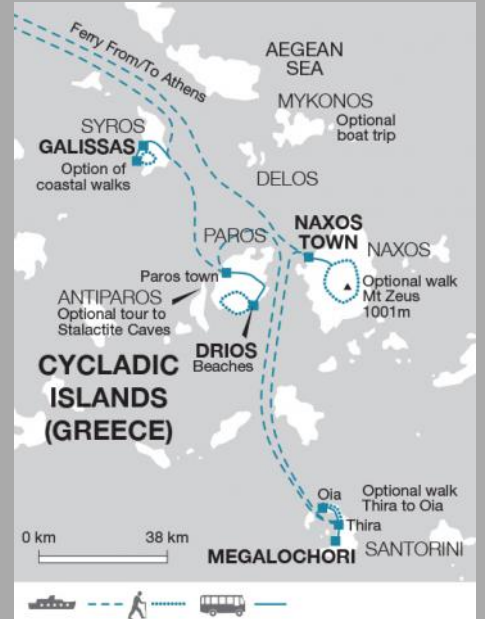 Ferry From/To Athens
AEGEAN
SEA
MYKONOS
Optional
boat trip
SYROS
GALISSAS
Option of
coastal walks
DELOS
NAXOS
TOWN
NAXOS
PAROS
Paros town
Optional walk
Mt Zeus
1001m
ANTIPAROS
Optional tour to
Stalactite Caves
DRIOS
Beaches
CYCLADIC
ISLANDS
(GREECE)
Oia
Optional walk
Thira to Oia
Thira
0 km 38 km
MEGALOCHORI SANTORINI